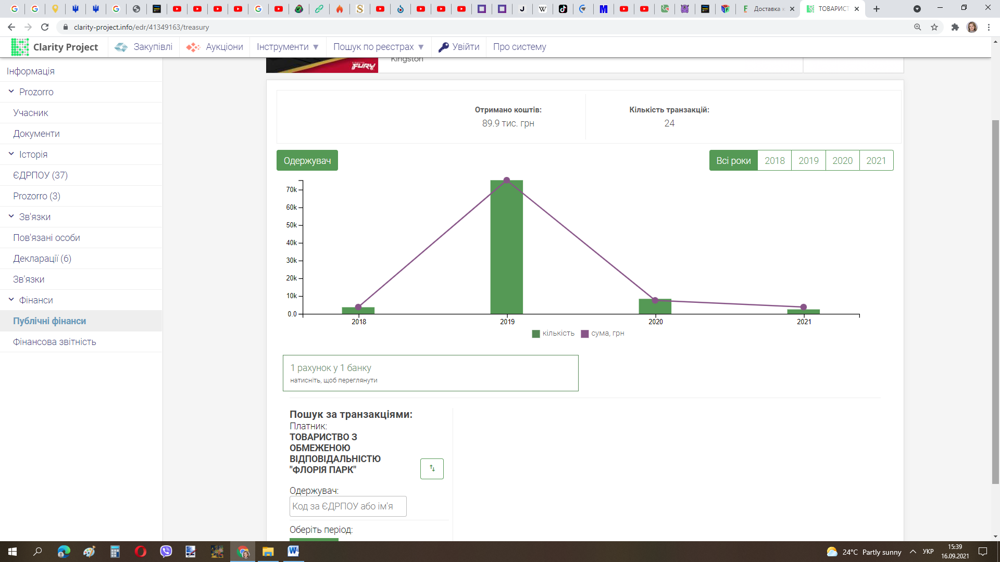 Доставка к
ТОВАРИСТ
clarity-project.info/edr/41349163/treasury
Clarity Project
Закупівлі
Аукціони
Інструменти ▼
Пошук по реєстрах ▼
Увійти
Про систему
Kingston
FURY
Інформація
Prozorro
Учасник
Документи
Історія
ЄДРПОУ (37)
Prozorro (3)
Зв'язки
Пов'язані особи
Декларації (6)
Зв'язки
Фінанси
Публічні фінанси
Фінансова звітність
Отримано коштів:
89.9 тис. грн
Кількість транзакцій:
24
Одержувач
Всі роки 2018 2019 2020 2021
70k
60k
50k
40k
30k
20k
10k
0.0
2018 2019 2020 2021
кількість сума, грн
1 рахунок у 1 банку
натисніть, щоб переглянути
Пошук за транзакціями:
Платник:
ТОВАРИСТВО З
ОБМЕЖЕНОЮ
ВІДПОВІДАЛЬНІСТЮ
"ФЛОРІЯ ПАРК"
Одержувач:
Код за ЄДРПОУ або ім'я
Оберіть період:
24°C Partly sunny
УКР
15:39
16.09.2021